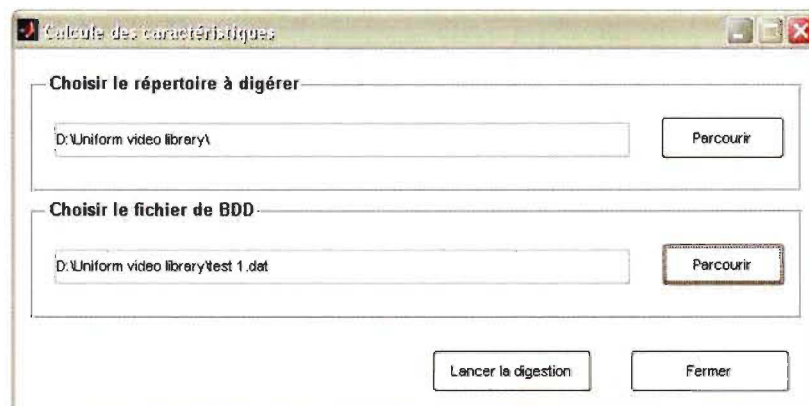 Calcule des caractéristiques
Choisir le répertoire à digérer
D:\Uniform video library\
Parcourir
Choisir le fichier de BDD
D:\Uniform video library\test 1.dat
Parcourir
Lancer la digestion
Fermer